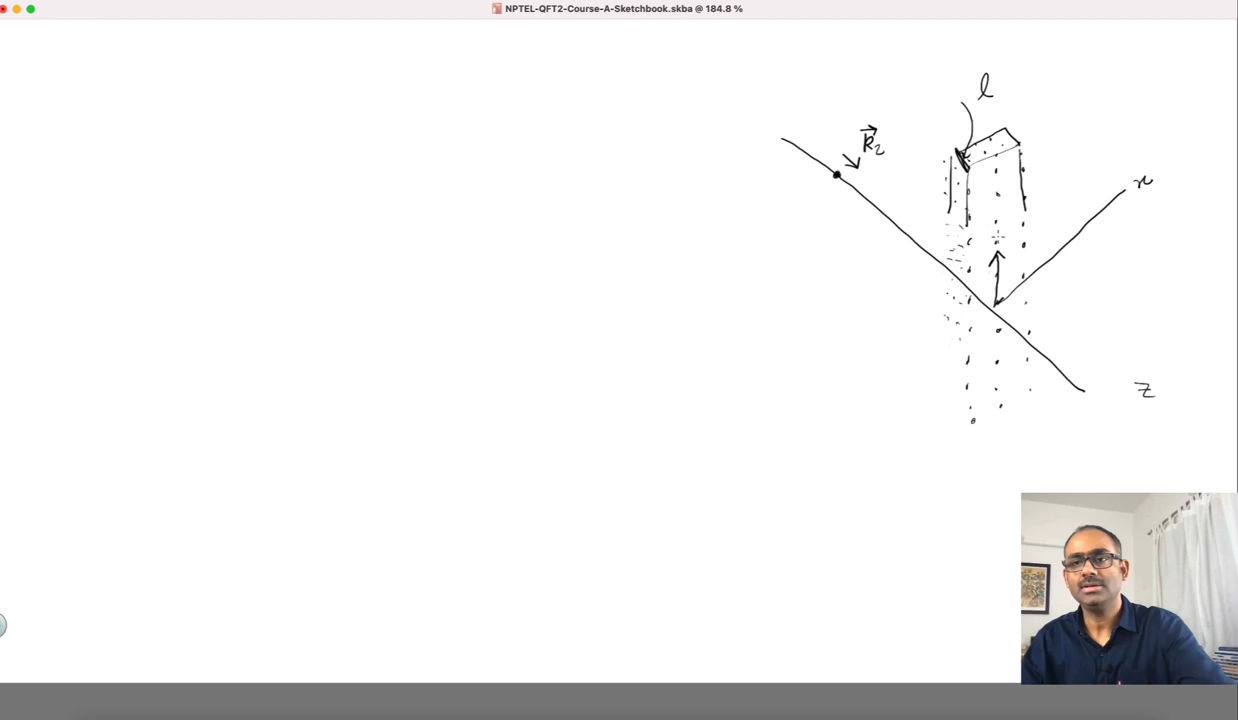 NPTEL-QFT2-Course-A-Sketchbook.skba @ 184.8 %
l
k⃗₂
x
z